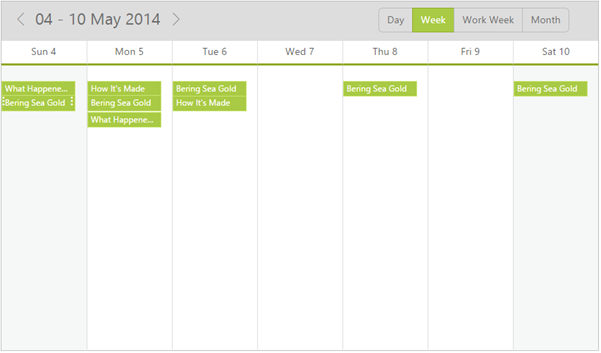 04 - 10 May 2014
Day Week Work Week Month
Sun 4 Mon 5 Tue 6 Wed 7 Thu 8 Fri 9 Sat 10
What Happene... How It's Made Bering Sea Gold Bering Sea Gold Bering Sea Gold
Bering Sea Gold Bering Sea Gold How It's Made
What Happene...